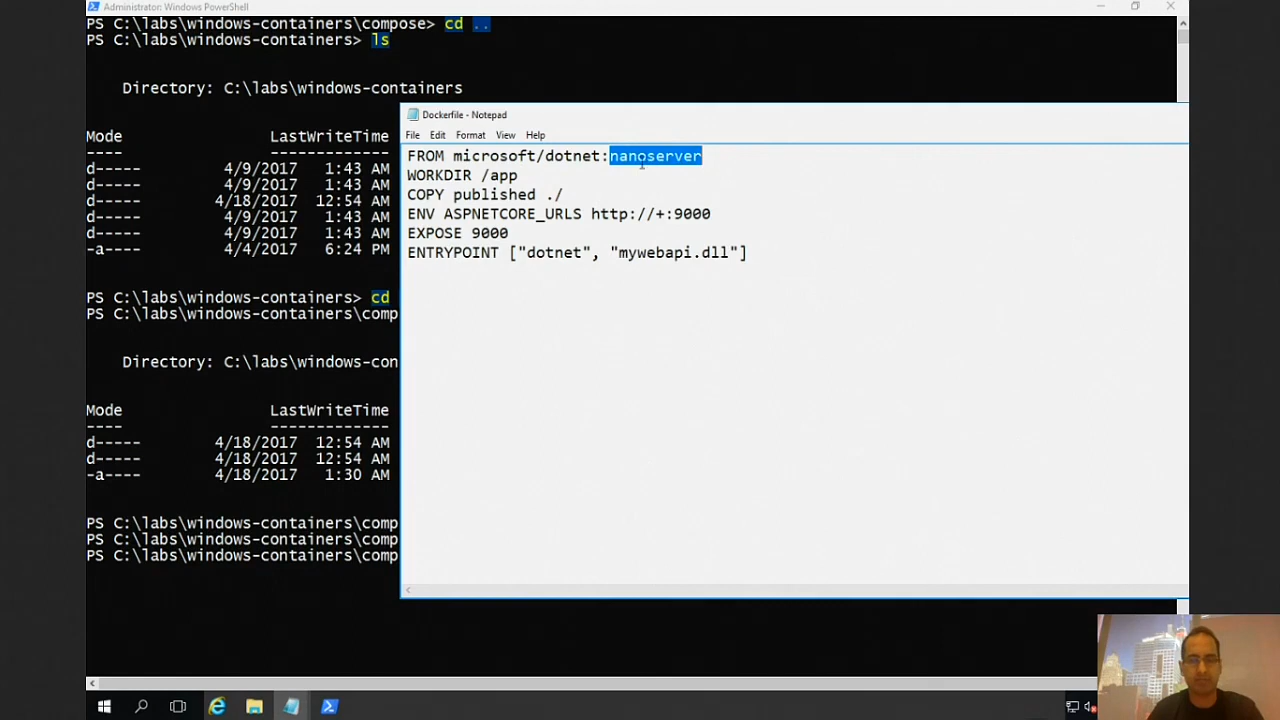 Administrator: Windows PowerShell
PS C:\labs\windows-containers\compose> cd ..
PS C:\labs\windows-containers> ls
Directory: C:\labs\windows-containers
Mode LastWriteTime
---- -------------
d----- 4/9/2017 1:43 AM
d----- 4/9/2017 1:43 AM
d----- 4/18/2017 12:54 AM
d----- 4/9/2017 1:43 AM
d----- 4/9/2017 1:43 AM
-a---- 4/4/2017 6:24 PM
PS C:\labs\windows-containers> cd
PS C:\labs\windows-containers\comp
Directory: C:\labs\windows-con
Mode LastWriteTime
---- -------------
d----- 4/18/2017 12:54 AM
d----- 4/18/2017 12:54 AM
-a---- 4/18/2017 1:30 AM
PS C:\labs\windows-containers\comp
PS C:\labs\windows-containers\comp
PS C:\labs\windows-containers\comp
Dockerfile - Notepad
File Edit Format View Help
FROM microsoft/dotnet:nanoserver
WORKDIR /app
COPY published ./
ENV ASPNETCORE_URLS http://+:9000
EXPOSE 9000
ENTRYPOINT ["dotnet", "mywebapi.dll"]